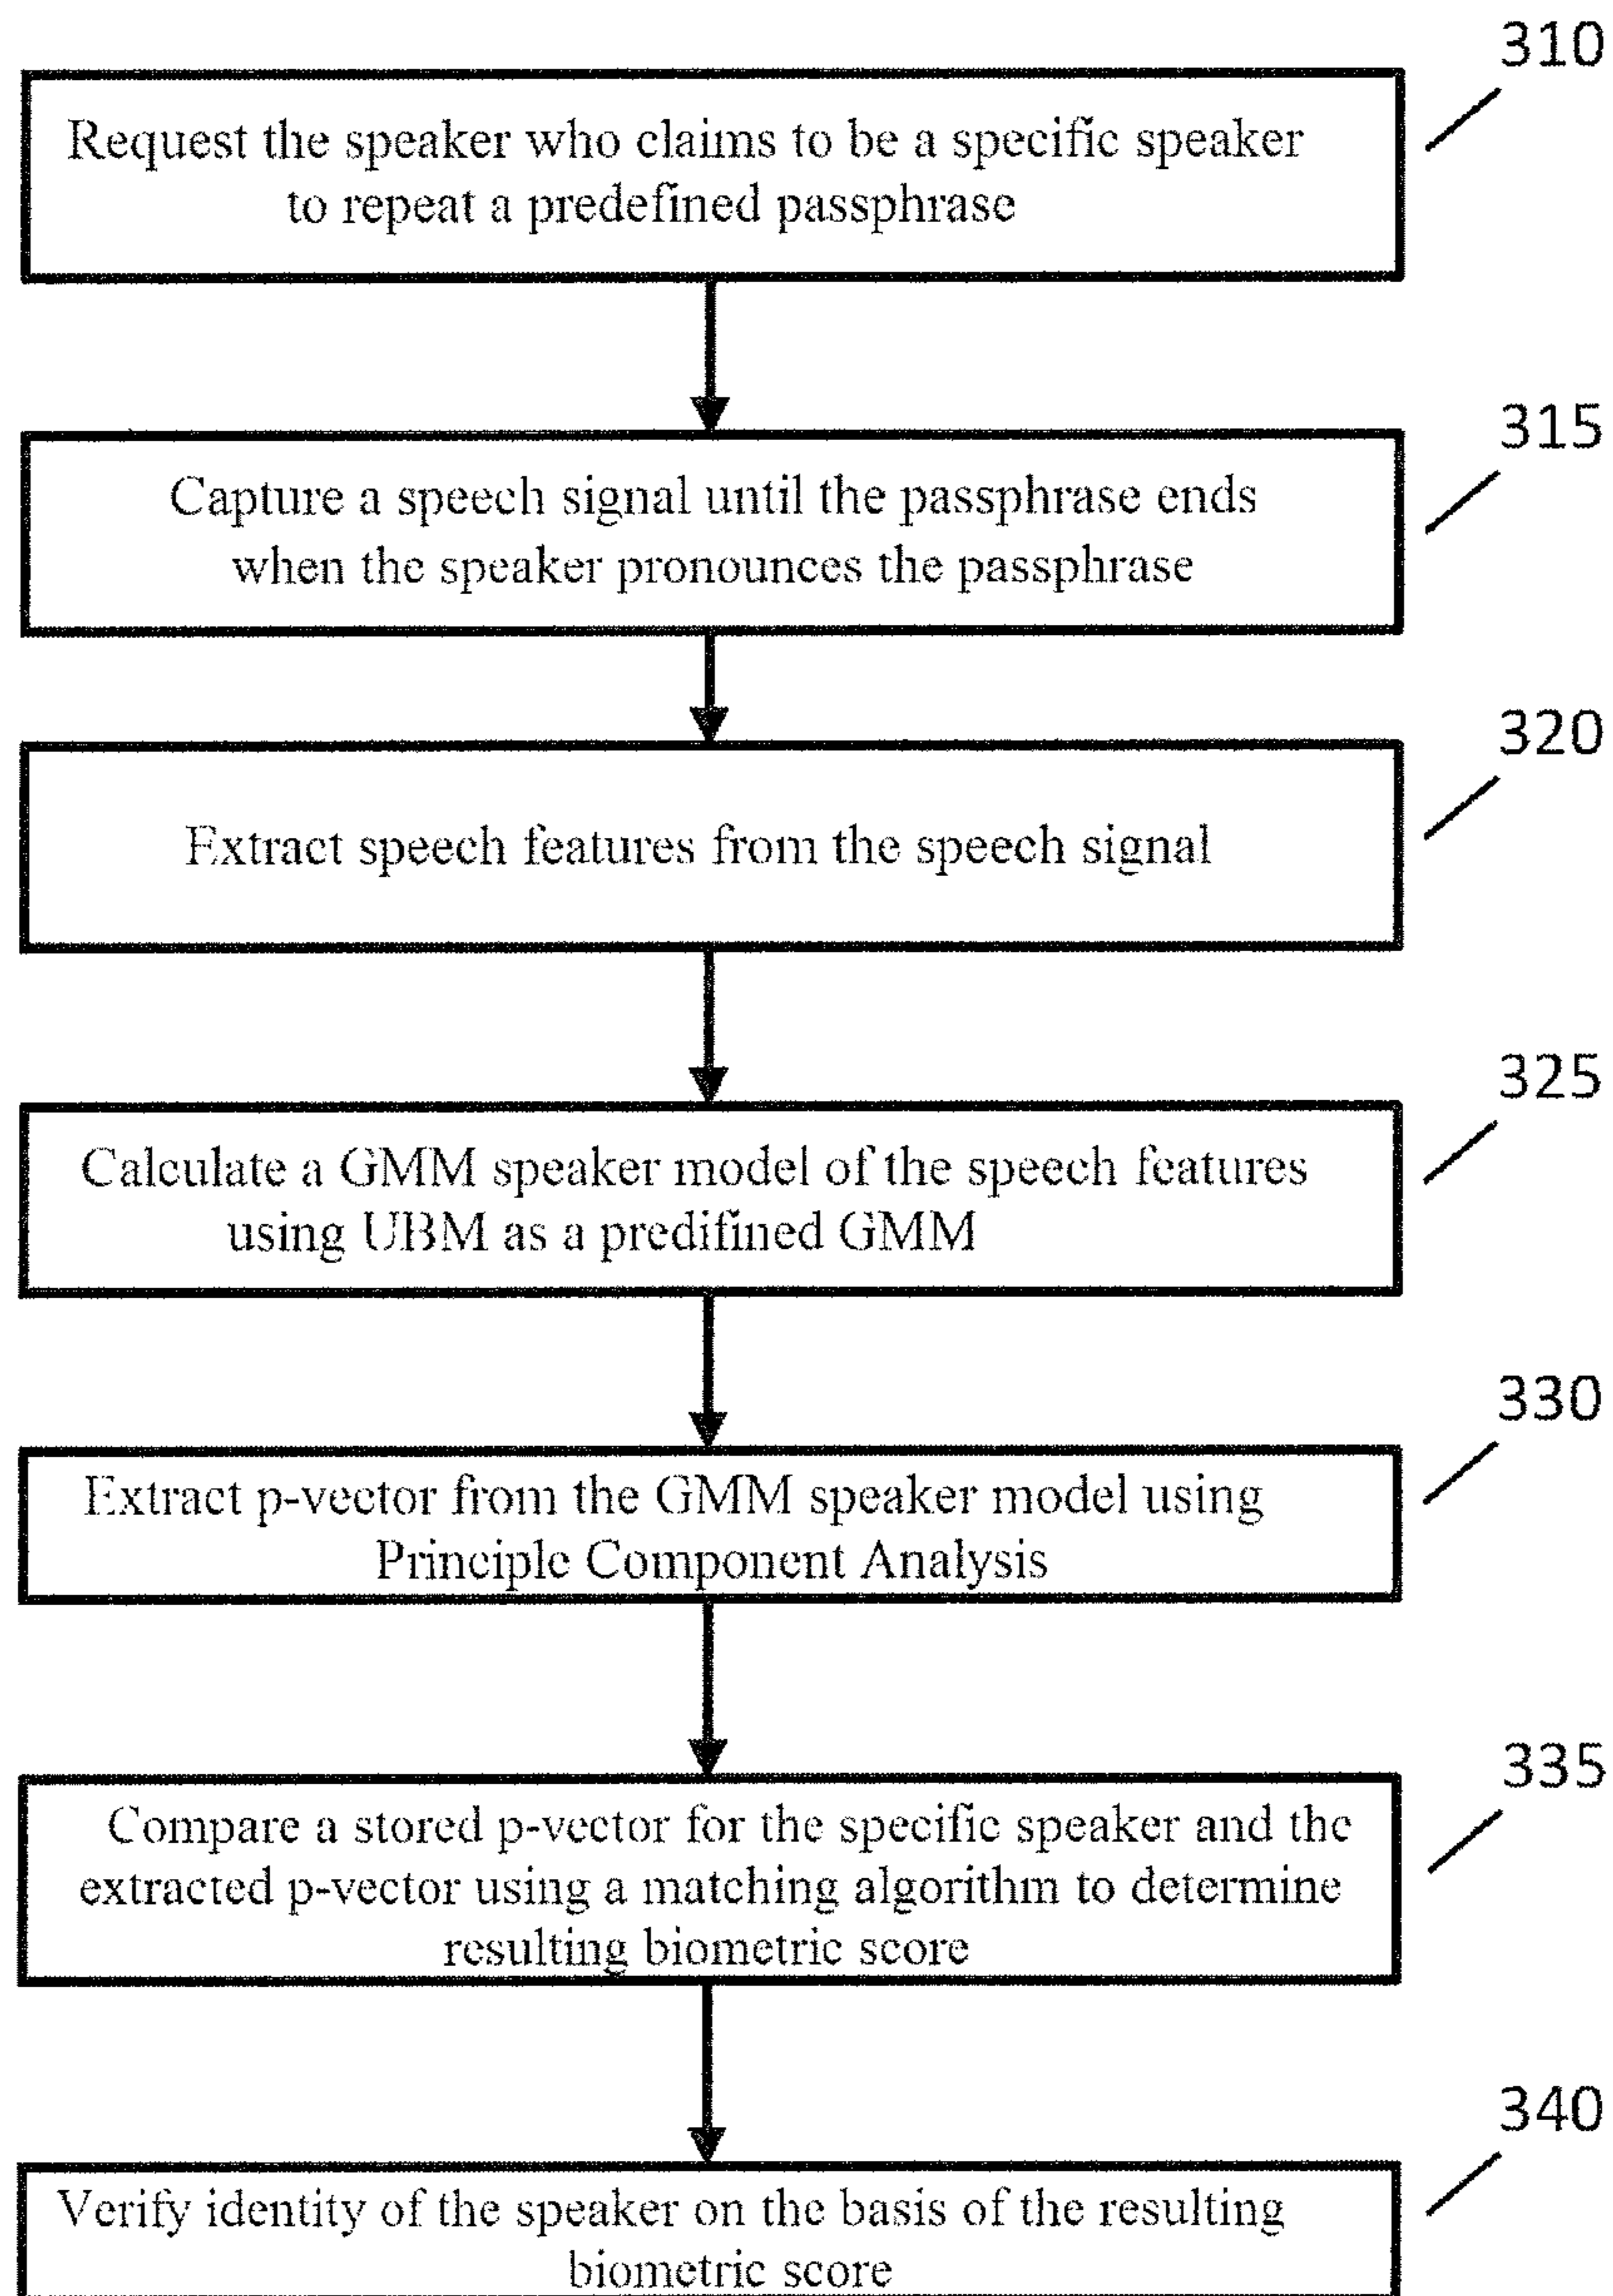 310
Request the speaker who claims to be a specific speaker
to repeat a predefined passphrase
315
Capture a speech signal until the passphrase ends
when the speaker pronounces the passphrase
320
Extract speech features from the speech signal
325
Calculate a GMM speaker model of the speech features
using UBM as a predifined GMM
330
Extract p-vector from the GMM speaker model using
Principle Component Analysis
335
Compare a stored p-vector for the specific speaker and the
extracted p-vector using a matching algorithm to determine
resulting biometric score
340
Verify identity of the speaker on the basis of the resulting
biometric score